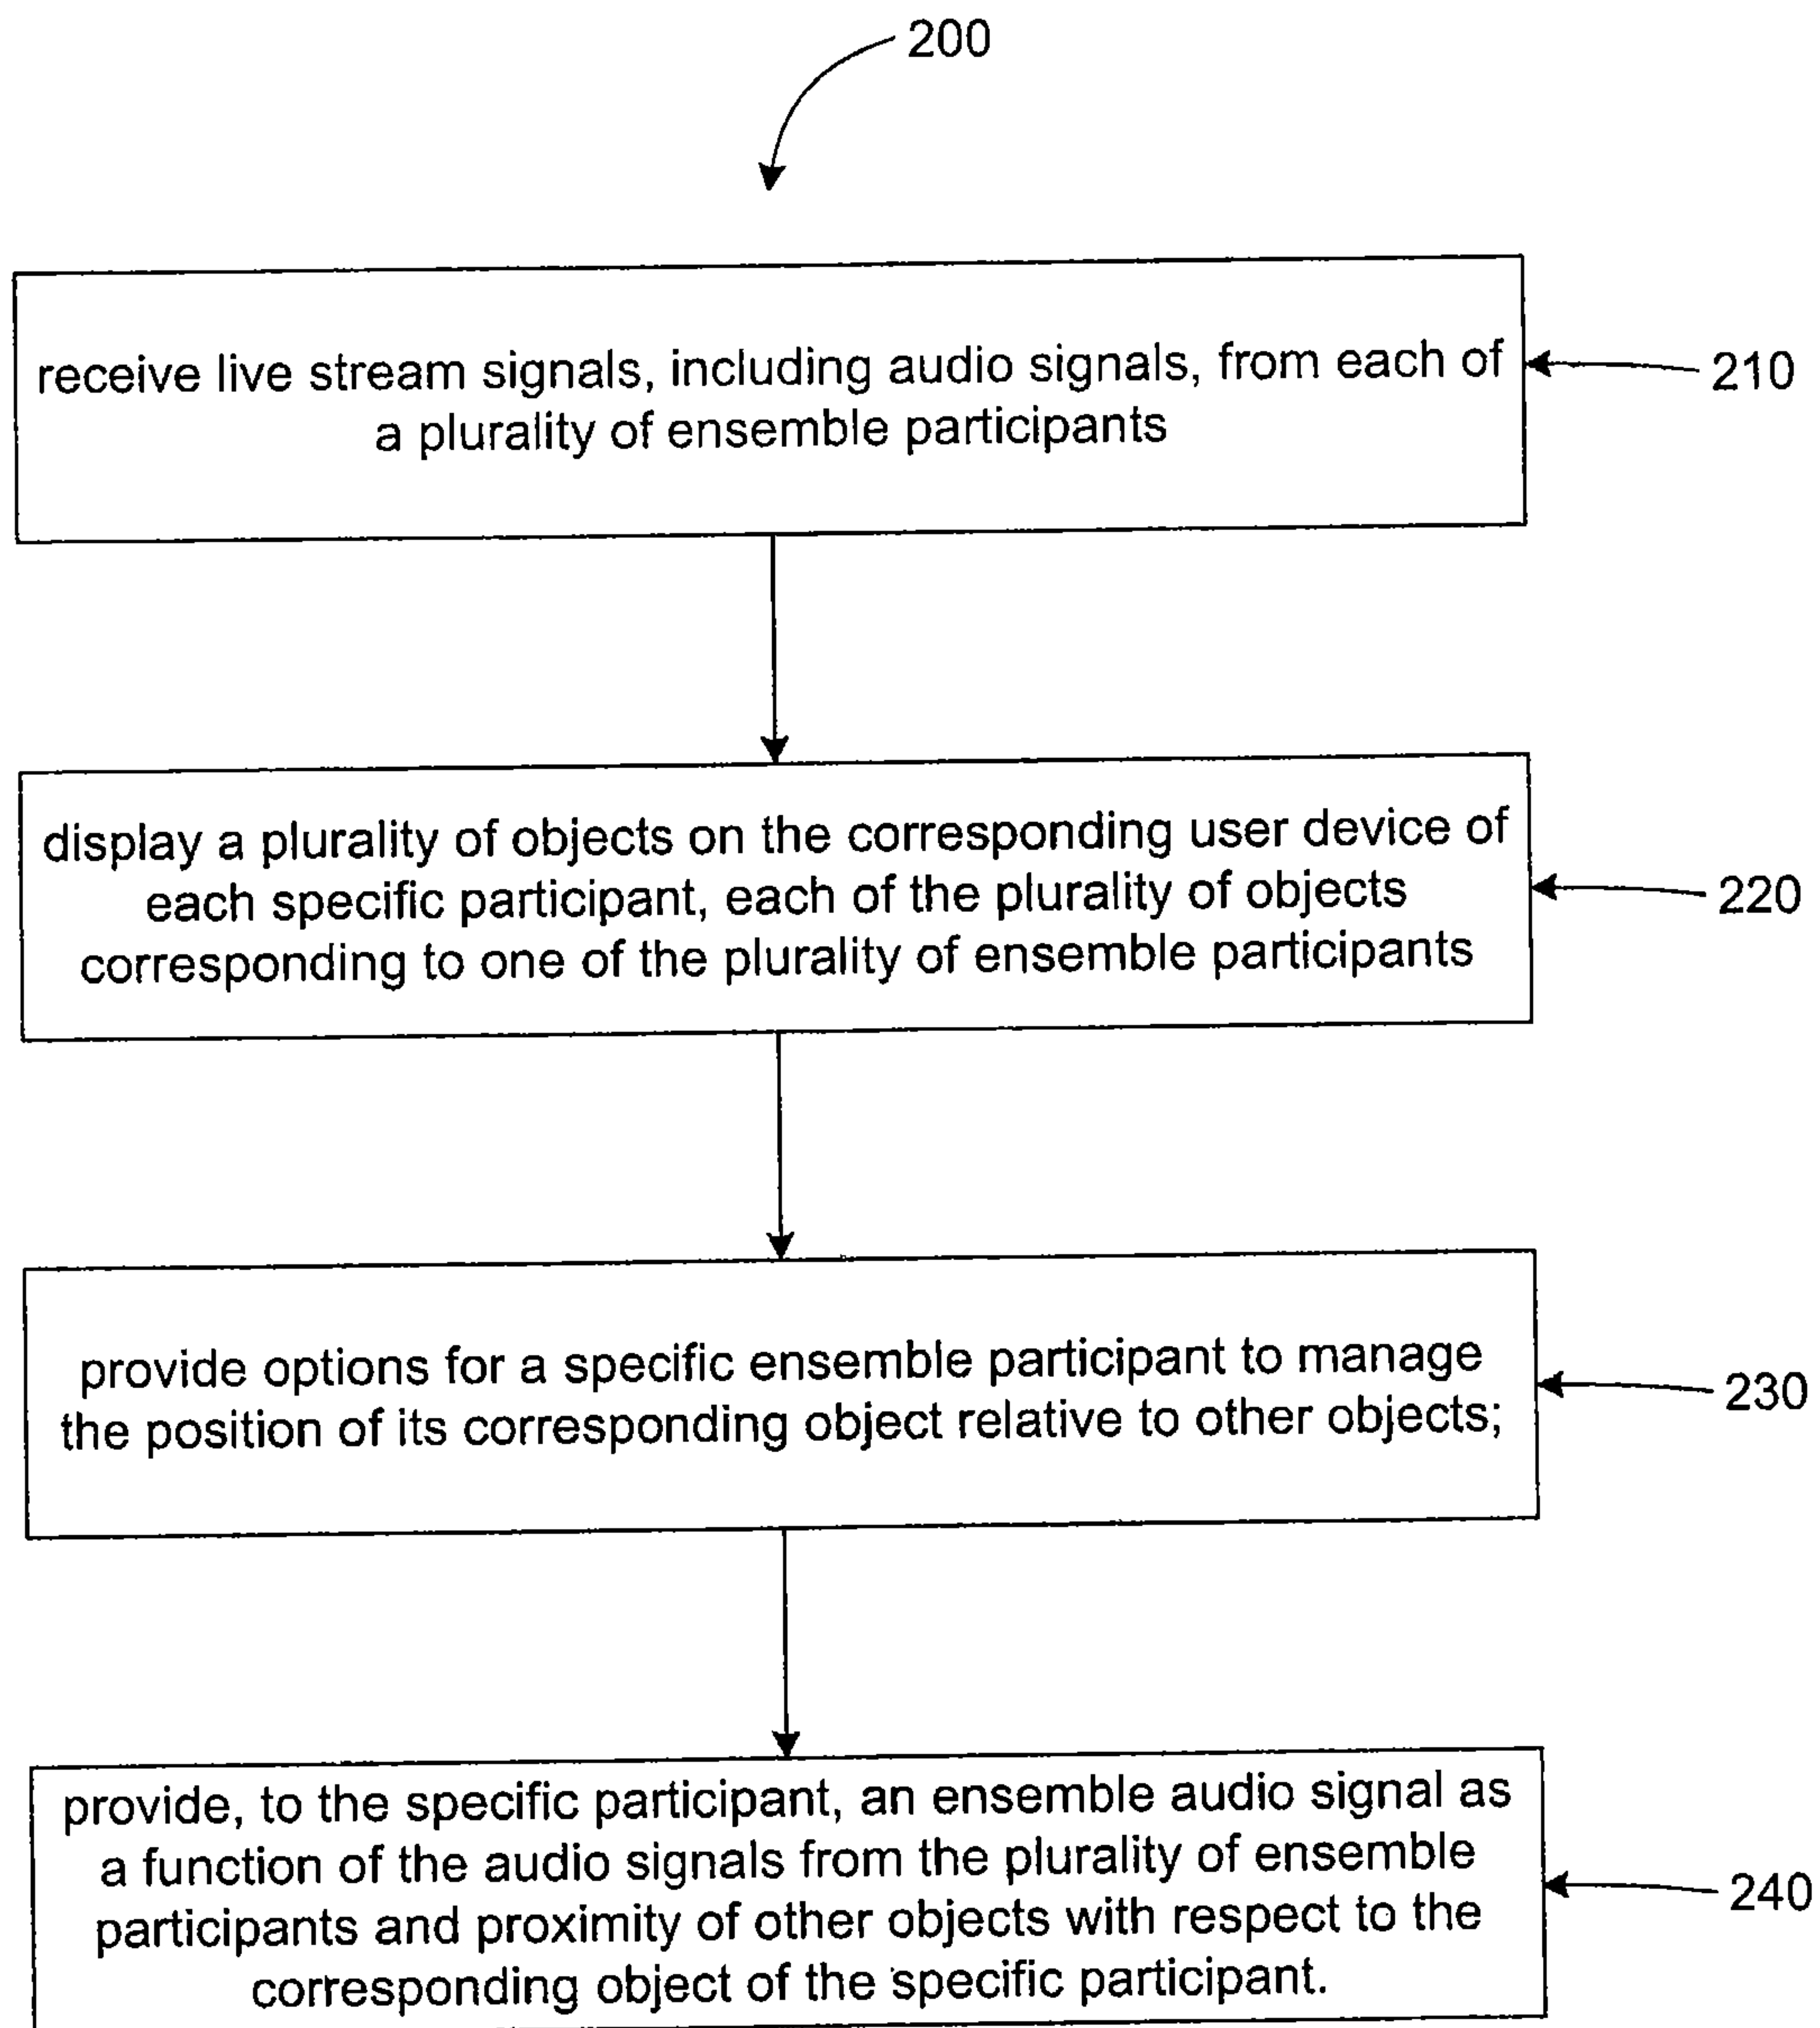 200
receive live stream signals, including audio signals, from each of
a plurality of ensemble participants
210
display a plurality of objects on the corresponding user device of
each specific participant, each of the plurality of objects
corresponding to one of the plurality of ensemble participants
220
provide options for a specific ensemble participant to manage
the position of its corresponding object relative to other objects;
230
provide, to the specific participant, an ensemble audio signal as
a function of the audio signals from the plurality of ensemble
participants and proximity of other objects with respect to the
corresponding object of the specific participant.
240